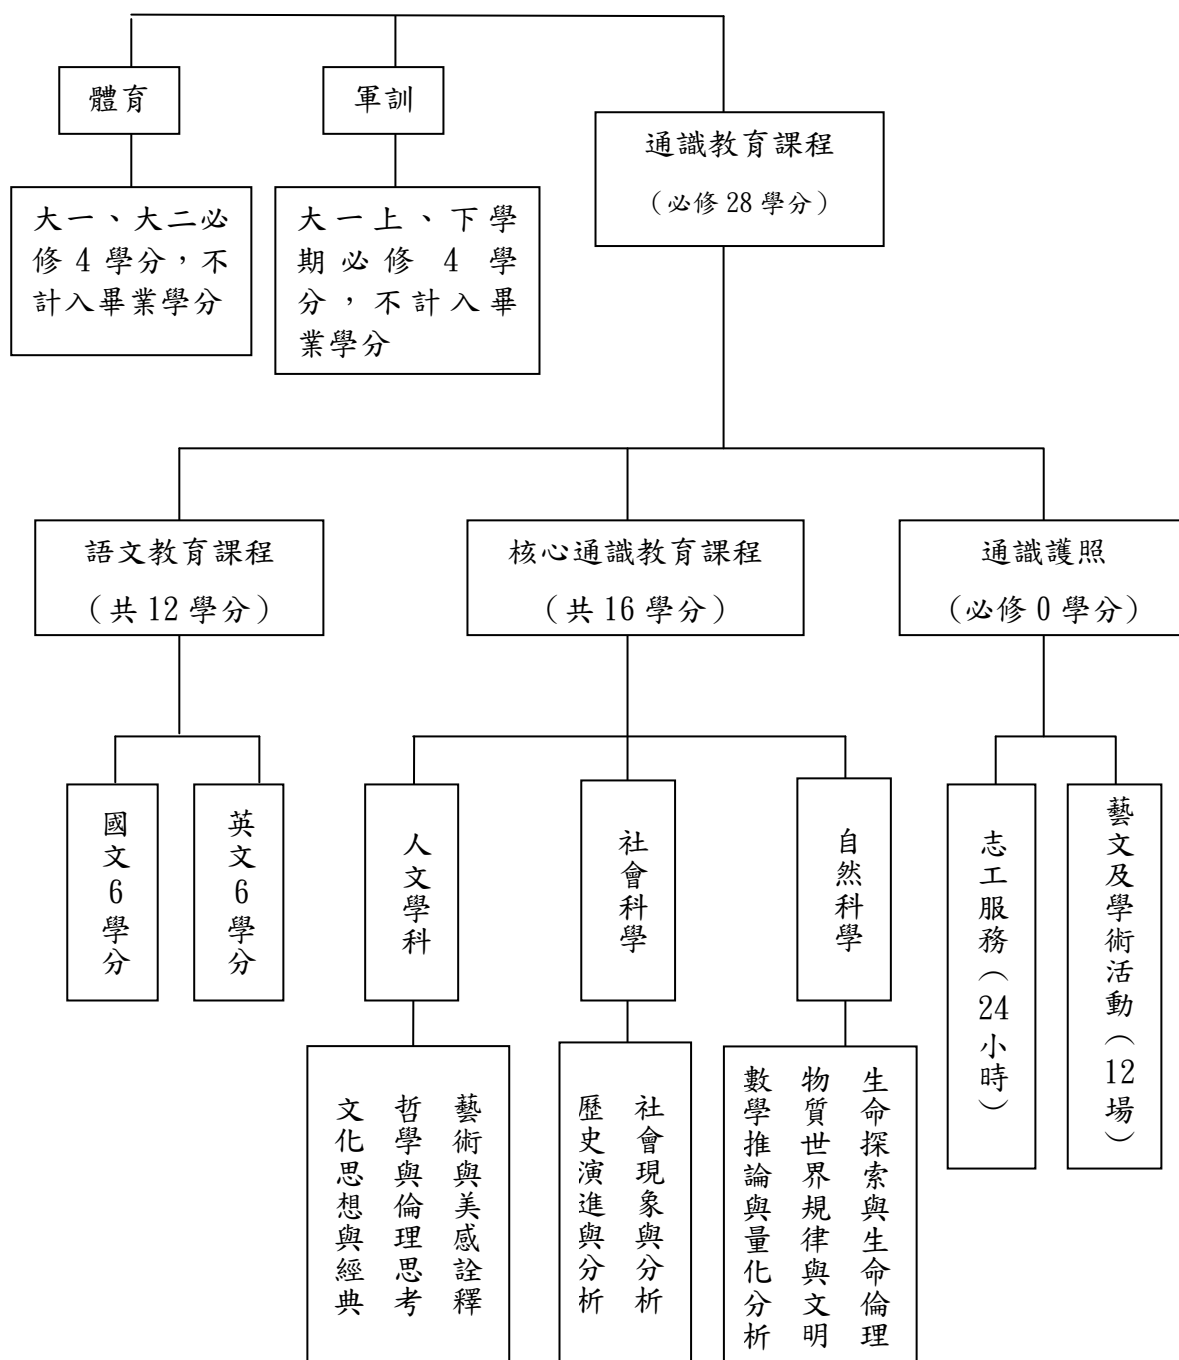 體育
軍訓
通識教育課程
（必修 28 學分）
大一、大二必
修 4 學分，不
計入畢業學分
大一上、下學
期必修 4 學
分，不計入畢
業學分
語文教育課程
（共 12 學分）
核心通識教育課程
（共 16 學分）
通識護照
（必修 0 學分）
國文6學分
英文6學分
人文學科
社會科學
自然科學
志工服務（24小時）
藝文及學術活動（12場）
文化思想與經典
哲學與倫理思考
藝術與美感詮釋
歷史演進與分析
社會現象與分析
數學推論與量化分析
物質世界規律與文明
生命探索與生命倫理